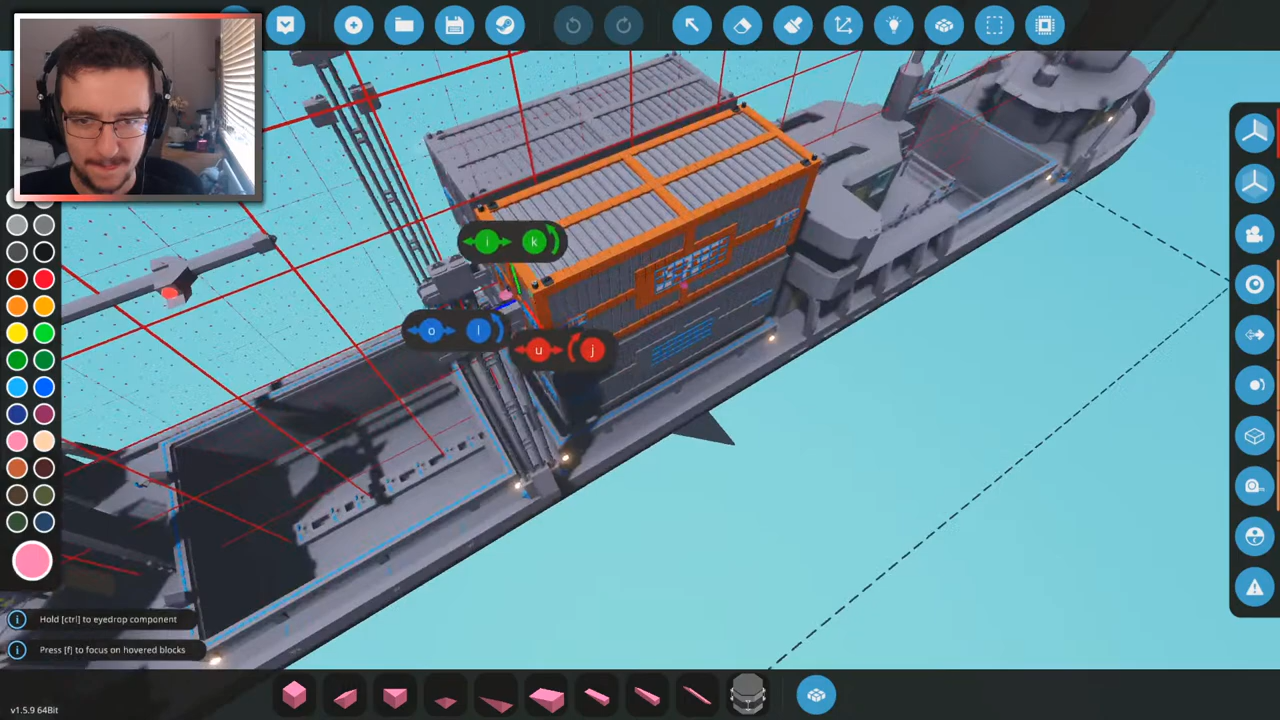 i k
o l
u j
Hold [ctrl] to eyedrop component
Press [f] to focus on hovered blocks
v1.5.9 64Bit